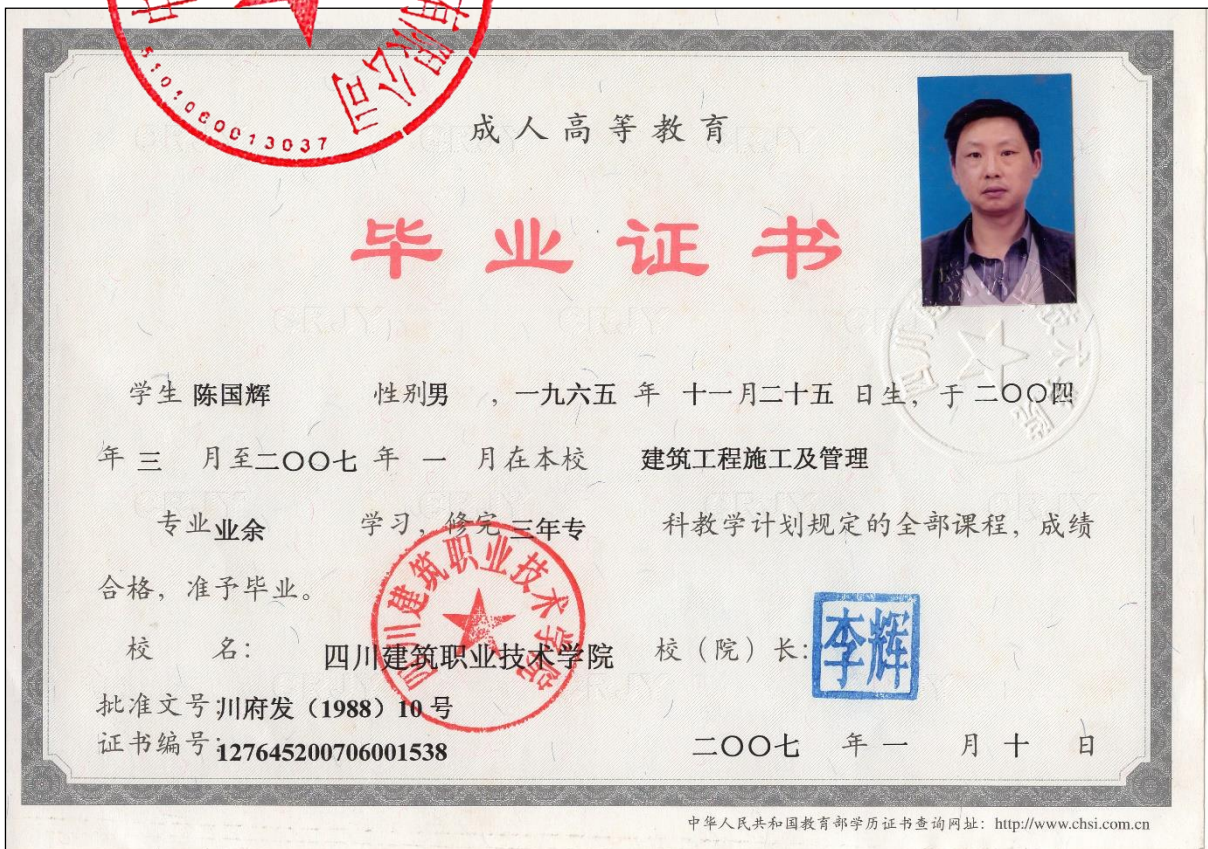 有限公司
5101060013037
成人高等教育
毕业证书
学生 陈国辉 性别男 ，一九六五 年 十一月二十五 日生，于 二〇〇四
年 三 月至二〇〇七 年 一 月在本校 建筑工程施工及管理
专业业余 学习，修完三年专 科教学计划规定的全部课程，成绩
合格，准予毕业。
四川建筑职业技术学院
校 名： 四川建筑职业技术学院 校（院）长：李辉
批准文号：川府发（1988）10号
证书编号：127645200706001538 二〇〇七 年 一 月 十 日
中华人民共和国教育部学历证书查询网址：http://www.chsi.com.cn